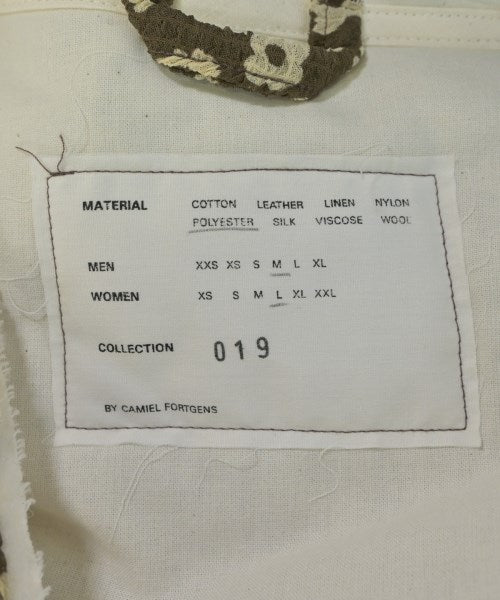 MATERIAL COTTON LEATHER LINEN NYLON
POLYESTER SILK VISCOSE WOOL
MEN XXS XS S M L XL
WOMEN XS S M L XL XXL
COLLECTION 019
BY CAMIEL FORTGENS